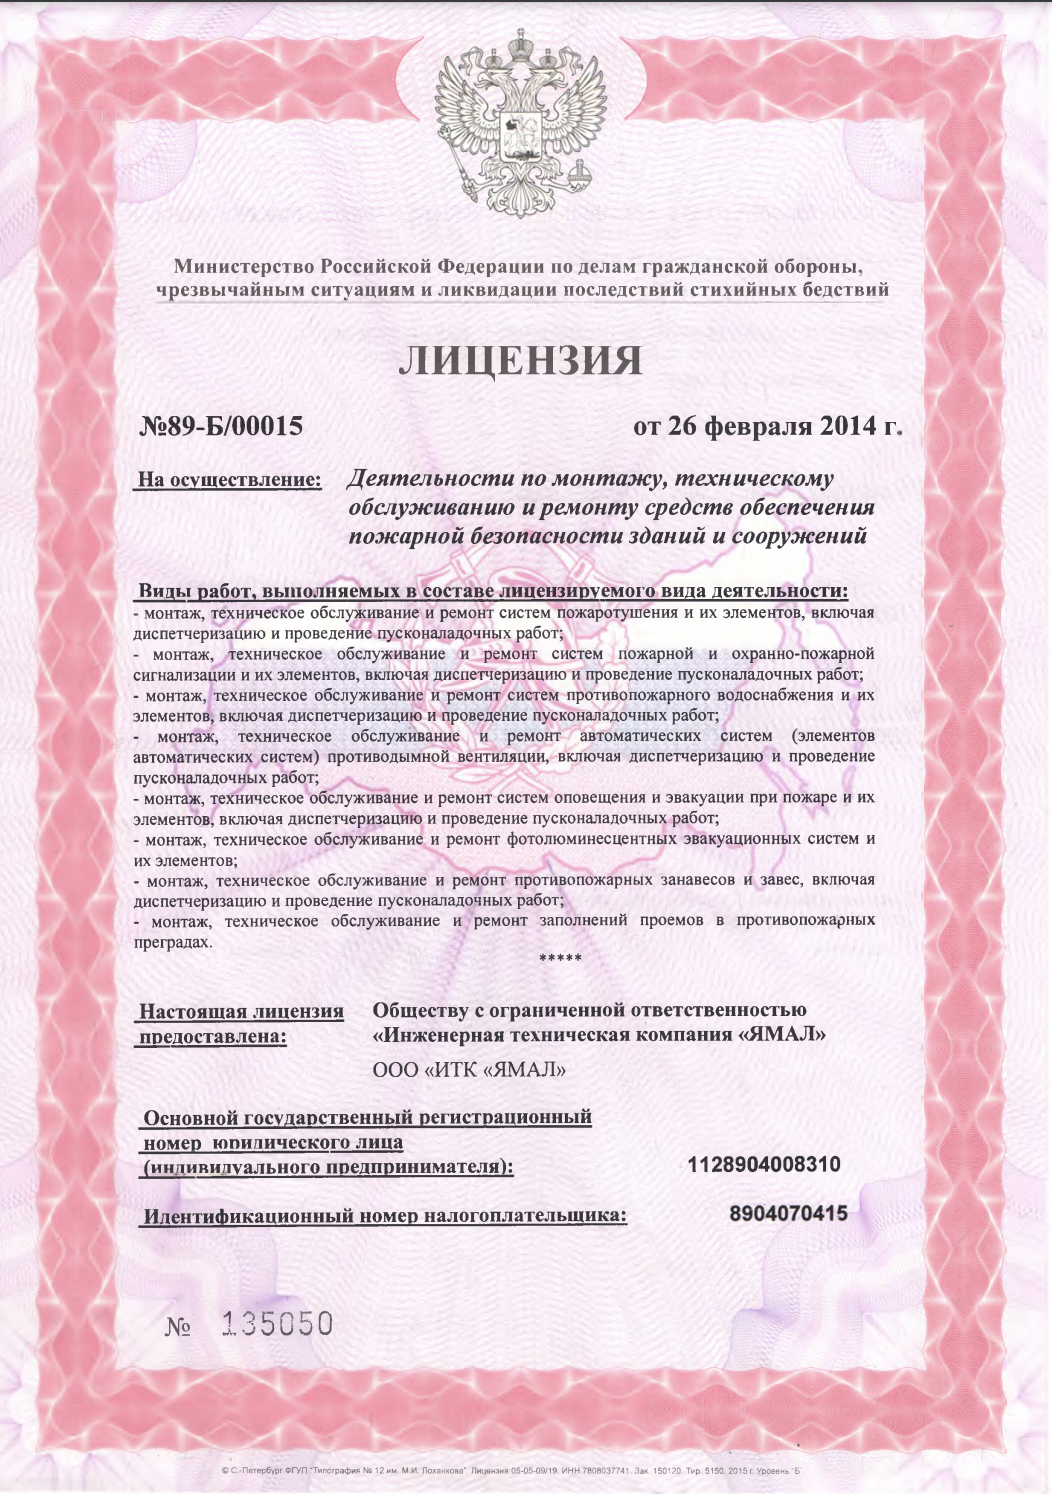 Министерство Российской Федерации по делам гражданской обороны,
чрезвычайным ситуациям и ликвидации последствий стихийных бедствий
ЛИЦЕНЗИЯ
№89-Б/00015 от 26 февраля 2014 г.
На осуществление: Деятельности по монтажу, техническому
обслуживанию и ремонту средств обеспечения
пожарной безопасности зданий и сооружений
Виды работ, выполняемых в составе лицензируемого вида деятельности:
- монтаж, техническое обслуживание и ремонт систем пожаротушения и их элементов, включая
диспетчеризацию и проведение пусконаладочных работ;
- монтаж, техническое обслуживание и ремонт систем пожарной и охранно-пожарной
сигнализации и их элементов, включая диспетчеризацию и проведение пусконаладочных работ;
- монтаж, техническое обслуживание и ремонт систем противопожарного водоснабжения и их
элементов, включая диспетчеризацию и проведение пусконаладочных работ;
- монтаж, техническое обслуживание и ремонт автоматических систем (элементов
автоматических систем) противодымной вентиляции, включая диспетчеризацию и проведение
пусконаладочных работ;
- монтаж, техническое обслуживание и ремонт систем оповещения и эвакуации при пожаре и их
элементов, включая диспетчеризацию и проведение пусконаладочных работ;
- монтаж, техническое обслуживание и ремонт фотолюминесцентных эвакуационных систем и
их элементов;
- монтаж, техническое обслуживание и ремонт противопожарных занавесов и завес, включая
диспетчеризацию и проведение пусконаладочных работ;
- монтаж, техническое обслуживание и ремонт заполнений проемов в противопожарных
преградах.
*****
Настоящая лицензия Обществу с ограниченной ответственностью
предоставлена: «Инженерная техническая компания «ЯМАЛ»
ООО «ИТК «ЯМАЛ»
Основной государственный регистрационный
номер юридического лица
(индивидуального предпринимателя): 1128904008310
Идентификационный номер налогоплательщика: 8904070415
№ 135050
© С.-Петербург ФГУП "Типография № 12 им. М.И. Лоханкова". Лицензия 05-05-09/19. ИНН 7808037741. Зак. 150120. Тир. 5150. 2015 г. Уровень "Б"